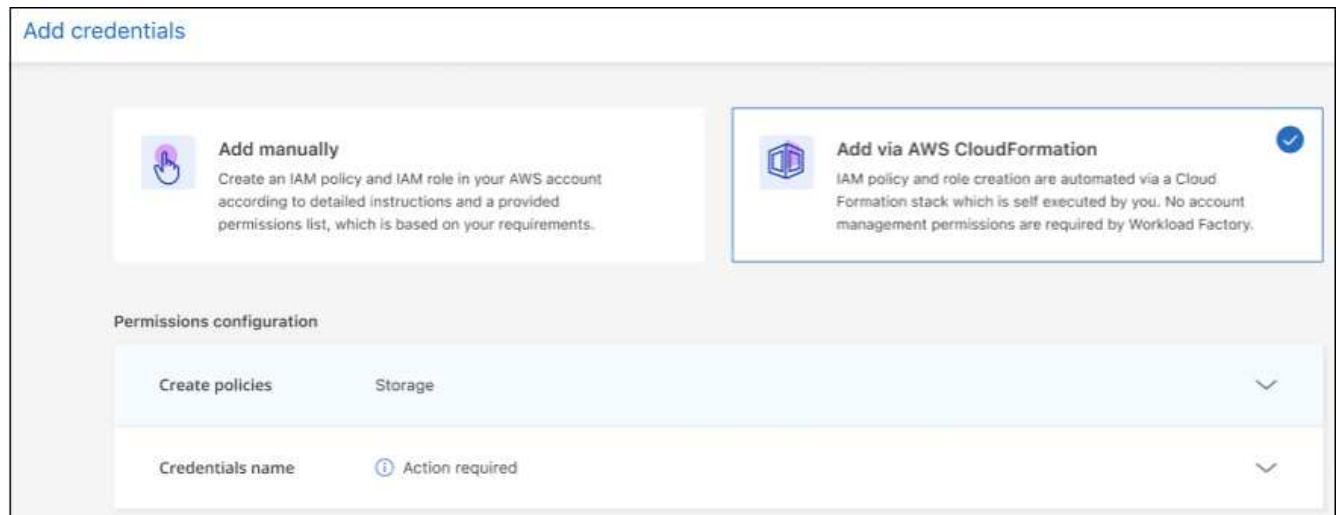 Add credentials
Add manually
Create an IAM policy and IAM role in your AWS account
according to detailed instructions and a provided
permissions list, which is based on your requirements.
Add via AWS CloudFormation
IAM policy and role creation are automated via a Cloud
Formation stack which is self executed by you. No account
management permissions are required by Workload Factory.
Permissions configuration
Create policies Storage
Credentials name Action required